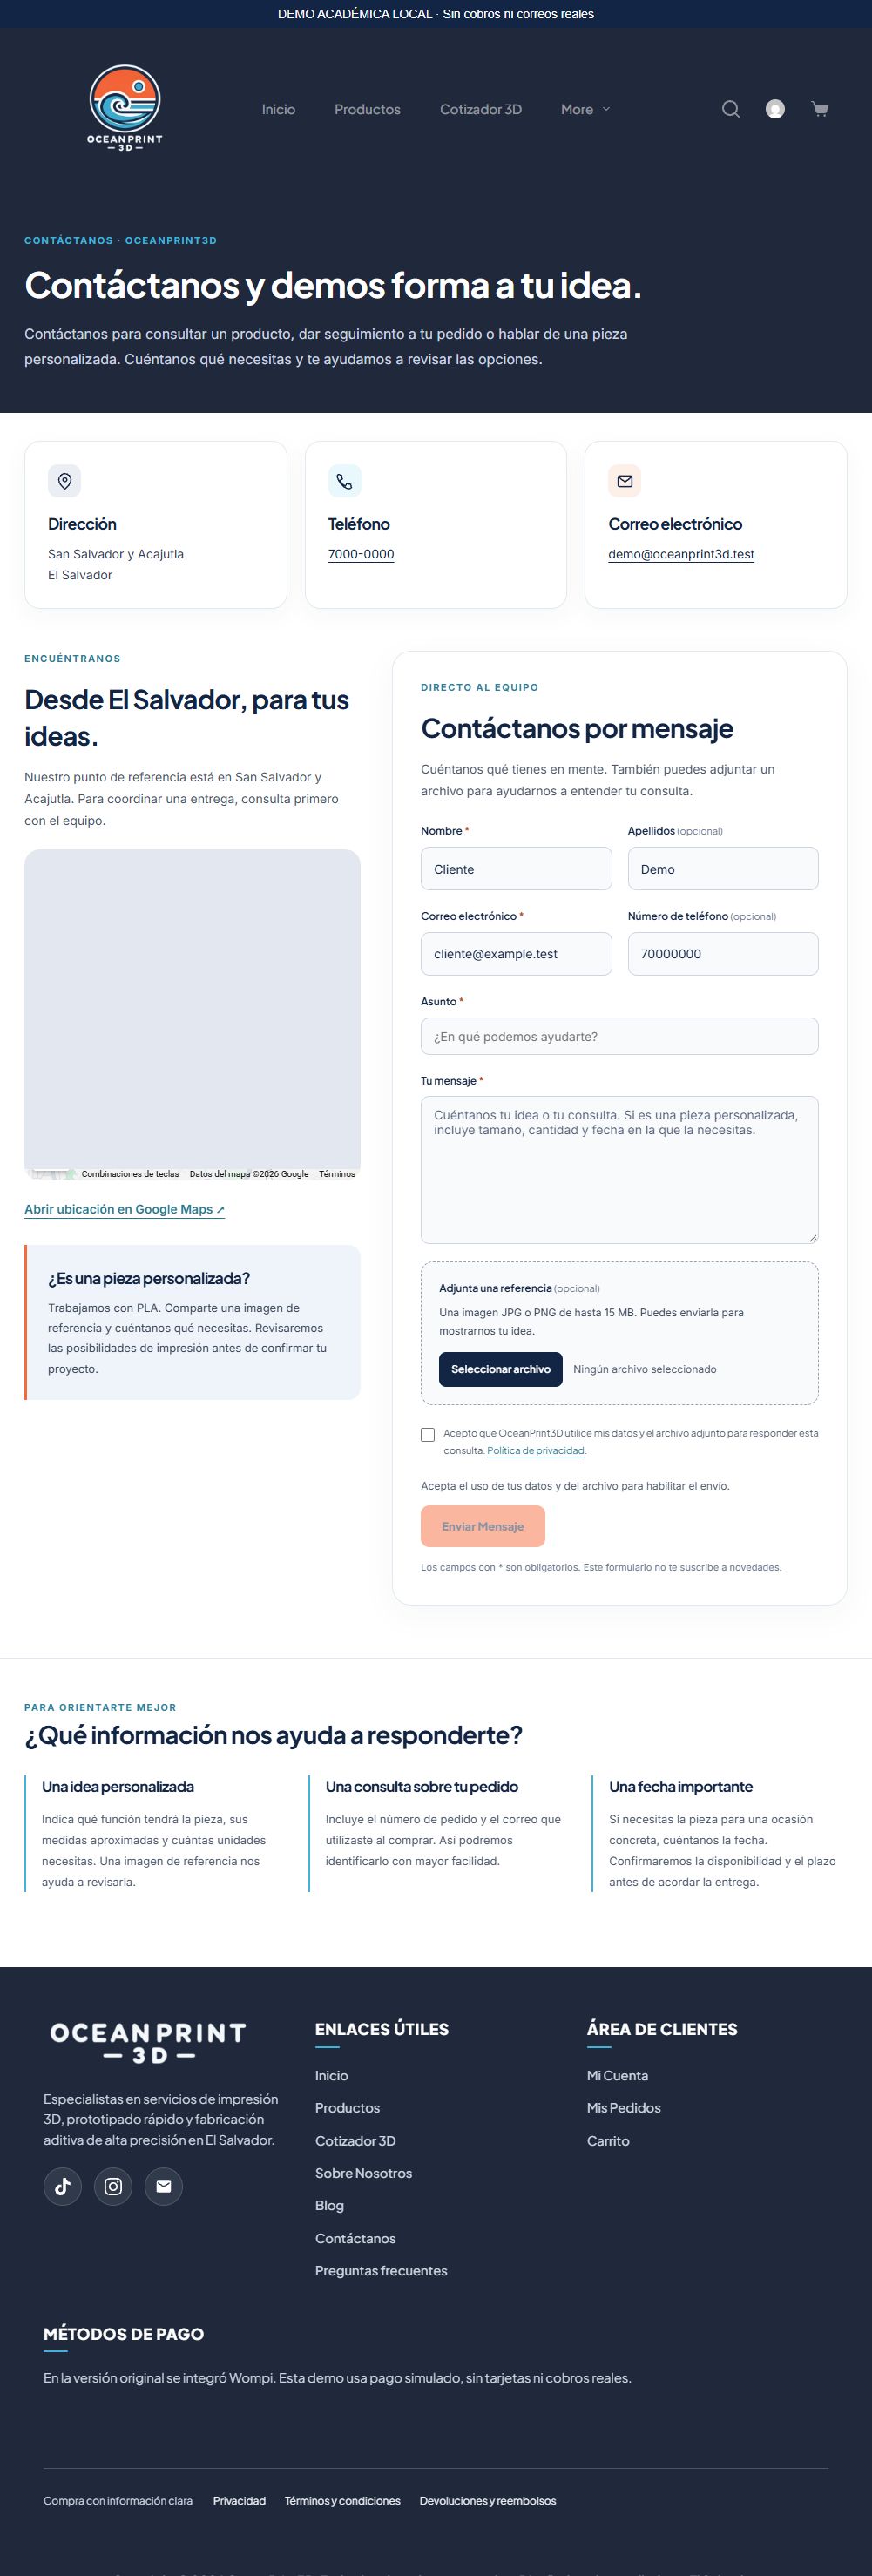 DEMO ACADÉMICA LOCAL · Sin cobros ni correos reales
OCEANPRINT
3D
Inicio
Productos
Cotizador 3D
More
CONTÁCTANOS · OCEANPRINT3D
Contáctanos y demos forma a tu idea.
Contáctanos para consultar un producto, dar seguimiento a tu pedido o hablar de una pieza
personalizada. Cuéntanos qué necesitas y te ayudamos a revisar las opciones.
Dirección
San Salvador y Acajutla
El Salvador
Teléfono
7000-0000
Correo electrónico
demo@oceanprint3d.test
ENCUÉNTRANOS
Desde El Salvador, para tus
ideas.
Nuestro punto de referencia está en San Salvador y
Acajutla. Para coordinar una entrega, consulta primero
con el equipo.
Combinaciones de teclas
Datos del mapa ©2026 Google
Términos
Abrir ubicación en Google Maps ↗
¿Es una pieza personalizada?
Trabajamos con PLA. Comparte una imagen de
referencia y cuéntanos qué necesitas. Revisaremos
las posibilidades de impresión antes de confirmar tu
proyecto.
DIRECTO AL EQUIPO
Contáctanos por mensaje
Cuéntanos qué tienes en mente. También puedes adjuntar un
archivo para ayudarnos a entender tu consulta.
Nombre *
Apellidos (opcional)
Cliente
Demo
Correo electrónico *
Número de teléfono (opcional)
cliente@example.test
70000000
Asunto *
¿En qué podemos ayudarte?
Tu mensaje *
Cuéntanos tu idea o tu consulta. Si es una pieza personalizada,
incluye tamaño, cantidad y fecha en la que la necesitas.
Adjunta una referencia (opcional)
Una imagen JPG o PNG de hasta 15 MB. Puedes enviarla para
mostrarnos tu idea.
Seleccionar archivo
Ningún archivo seleccionado
Acepto que OceanPrint3D utilice mis datos y el archivo adjunto para responder esta
consulta. Política de privacidad.
Acepta el uso de tus datos y del archivo para habilitar el envío.
Enviar Mensaje
Los campos con * son obligatorios. Este formulario no te suscribe a novedades.
PARA ORIENTARTE MEJOR
¿Qué información nos ayuda a responderte?
Una idea personalizada
Indica qué función tendrá la pieza, sus
medidas aproximadas y cuántas unidades
necesitas. Una imagen de referencia nos
ayuda a revisarla.
Una consulta sobre tu pedido
Incluye el número de pedido y el correo que
utilizaste al comprar. Así podremos
identificarlo con mayor facilidad.
Una fecha importante
Si necesitas la pieza para una ocasión
concreta, cuéntanos la fecha.
Confirmaremos la disponibilidad y el plazo
antes de acordar la entrega.
OCEANPRINT
3D
Especialistas en servicios de impresión
3D, prototipado rápido y fabricación
aditiva de alta precisión en El Salvador.
ENLACES ÚTILES
Inicio
Productos
Cotizador 3D
Sobre Nosotros
Blog
Contáctanos
Preguntas frecuentes
ÁREA DE CLIENTES
Mi Cuenta
Mis Pedidos
Carrito
MÉTODOS DE PAGO
En la versión original se integró Wompi. Esta demo usa pago simulado, sin tarjetas ni cobros reales.
Compra con información clara
Privacidad
Términos y condiciones
Devoluciones y reembolsos